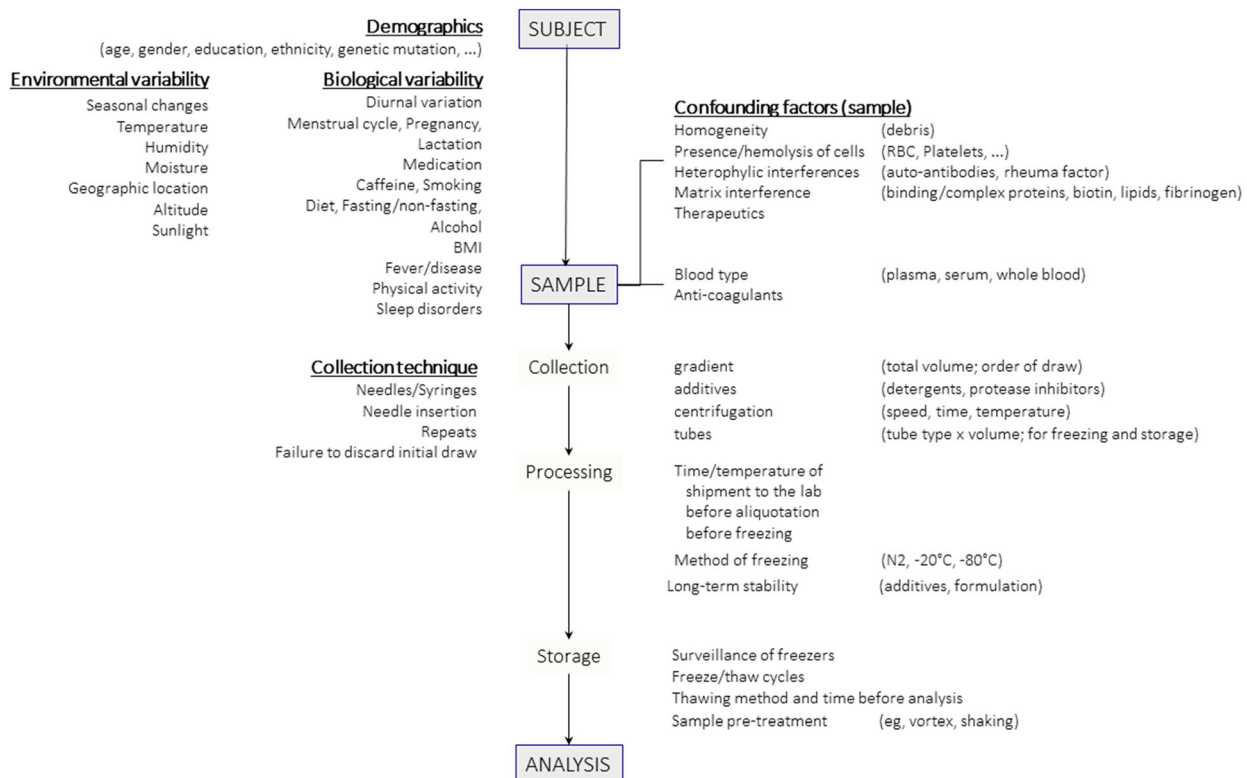 SUBJECT
Demographics
(age, gender, education, ethnicity, genetic mutation, ...)
Environmental variability
Seasonal changes
Temperature
Humidity
Moisture
Geographic location
Altitude
Sunlight
Biological variability
Diurnal variation
Menstrual cycle, Pregnancy,
Lactation
Medication
Caffeine, Smoking
Diet, Fasting/non-fasting,
Alcohol
BMI
Fever/disease
Physical activity
Sleep disorders
Confounding factors (sample)
Homogeneity (debris)
Presence/hemolysis of cells (RBC, Platelets, ...)
Heterophylic interferences (auto-antibodies, rheuma factor)
Matrix interference (binding/complex proteins, biotin, lipids, fibrinogen)
Therapeutics
SAMPLE
Blood type (plasma, serum, whole blood)
Anti-coagulants
Collection technique
Needles/Syringes
Needle insertion
Repeats
Failure to discard initial draw
Collection
gradient (total volume; order of draw)
additives (detergents, protease inhibitors)
centrifugation (speed, time, temperature)
tubes (tube type x volume; for freezing and storage)
Processing
Time/temperature of
shipment to the lab
before aliquotation
before freezing
Method of freezing (N2, -20°C, -80°C)
Long-term stability (additives, formulation)
Storage
Surveillance of freezers
Freeze/thaw cycles
Thawing method and time before analysis
Sample pre-treatment (eg, vortex, shaking)
ANALYSIS